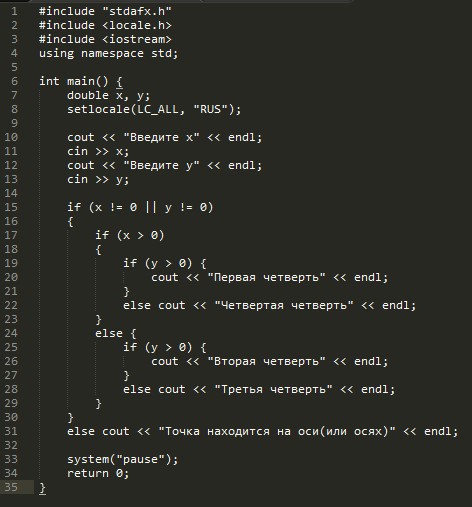 1 #include "stdafx.h"
2 #include <locale.h>
3 #include <iostream>
4 using namespace std;
5
6 int main() {
7 double x, y;
8 setlocale(LC_ALL, "RUS");
9
10 cout << "Введите x" << endl;
11 cin >> x;
12 cout << "Введите y" << endl;
13 cin >> y;
14
15 if (x != 0 || y != 0)
16 {
17 if (x > 0)
18 {
19 if (y > 0) {
20 cout << "Первая четверть" << endl;
21 }
22 else cout << "Четвертая четверть" << endl;
23 }
24 else {
25 if (y > 0) {
26 cout << "Вторая четверть" << endl;
27 }
28 else cout << "Третья четверть" << endl;
29 }
30 }
31 else cout << "Точка находится на оси(или осях)" << endl;
32
33 system("pause");
34 return 0;
35 }